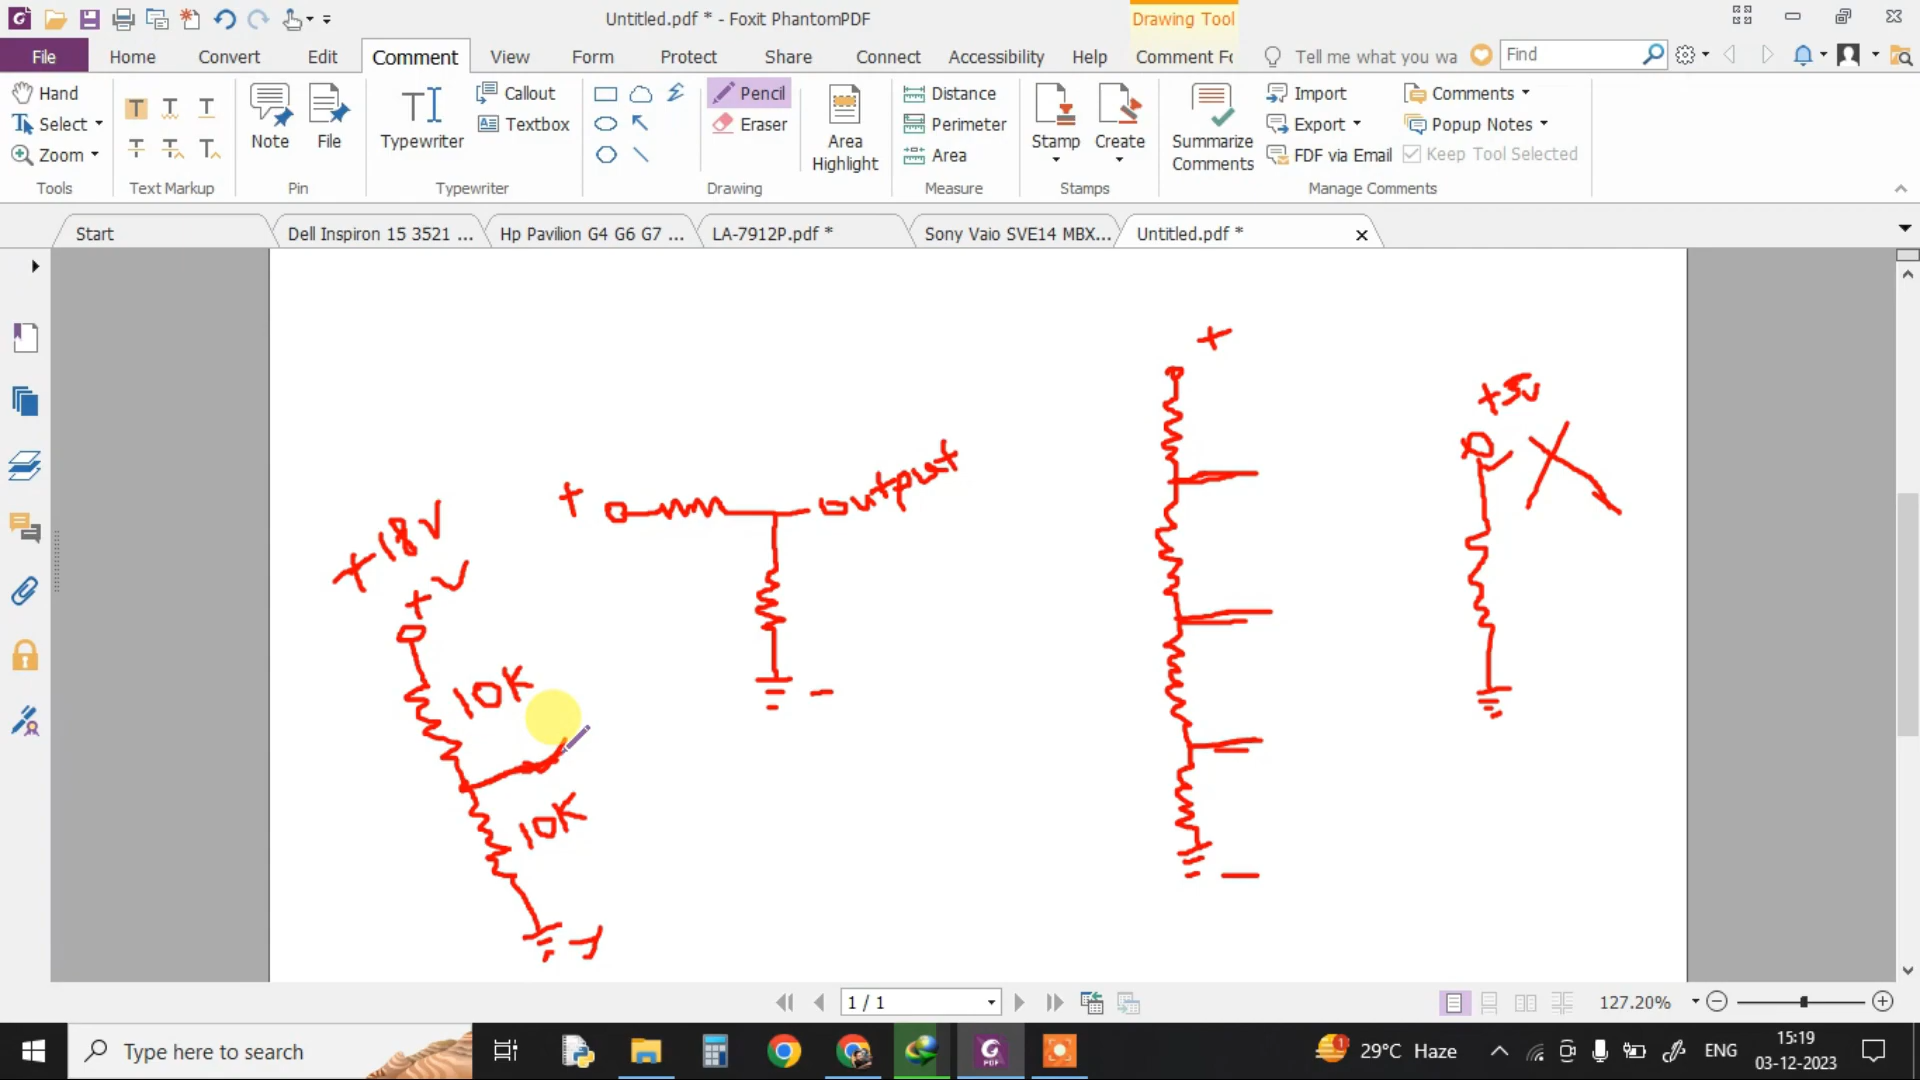 Untitled.pdf * - Foxit PhantomPDF
Drawing Tool
File Home Convert Edit Comment View Form Protect Share Connect Accessibility Help Comment Fo Tell me what you wa Find
Hand
Select
Zoom
Tools
Text Markup
Note
File
Pin
Typewriter
Callout
Textbox
Typewriter
Pencil
Eraser
Area
Highlight
Drawing
Distance
Perimeter
Area
Measure
Stamp
Create
Stamps
Summarize
Comments
Import
Export
FDF via Email
Comments
Popup Notes
Keep Tool Selected
Manage Comments
Start
Dell Inspiron 15 3521 ...
Hp Pavilion G4 G6 G7 ...
LA-7912P.pdf *
Sony Vaio SVE14 MBX...
Untitled.pdf *
+
+5v
+ output
+18V
+V
10K
10K
1 / 1
127.20%
Type here to search
PDF
1
29°C Haze
ENG
15:19
03-12-2023